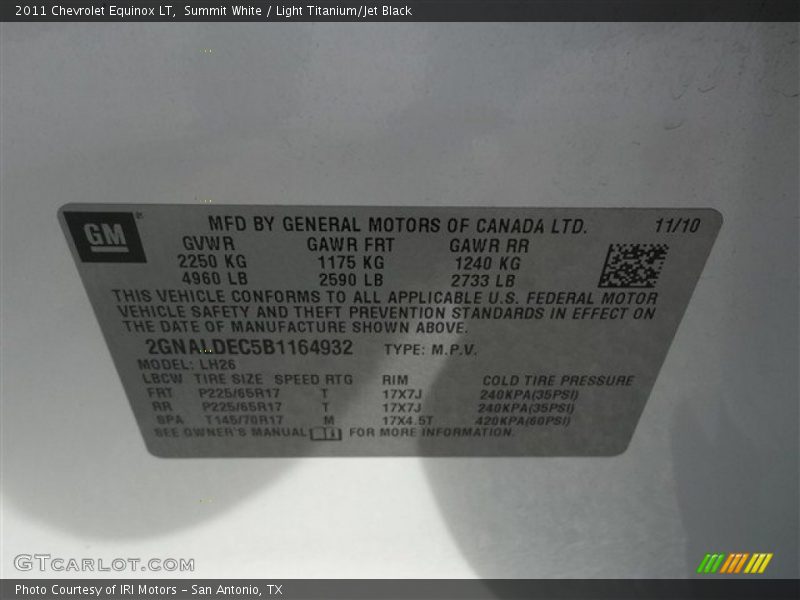 2011 Chevrolet Equinox LT,  Summit White / Light Titanium/Jet Black
GM
MFD BY GENERAL MOTORS OF CANADA LTD. 11/10
GVWR GAWR FRT GAWR RR
2250 KG 1175 KG 1240 KG
4960 LB 2590 LB 2733 LB
THIS VEHICLE CONFORMS TO ALL APPLICABLE U.S. FEDERAL MOTOR
VEHICLE SAFETY AND THEFT PREVENTION STANDARDS IN EFFECT ON
THE DATE OF MANUFACTURE SHOWN ABOVE.
2GNALDEC5B1164932 TYPE: M.P.V.
MODEL: LH26
LBCW TIRE SIZE SPEED RTG RIM COLD TIRE PRESSURE
FRT P225/65R17 T 17X7J 240KPA(35PSI)
RR P225/65R17 T 17X7J 240KPA(35PSI)
SPA T145/70R17 M 17X4.5T 420KPA(60PSI)
SEE OWNER'S MANUAL FOR MORE INFORMATION.
GTCARLOT.COM
Photo Courtesy of IRI Motors – San Antonio, TX